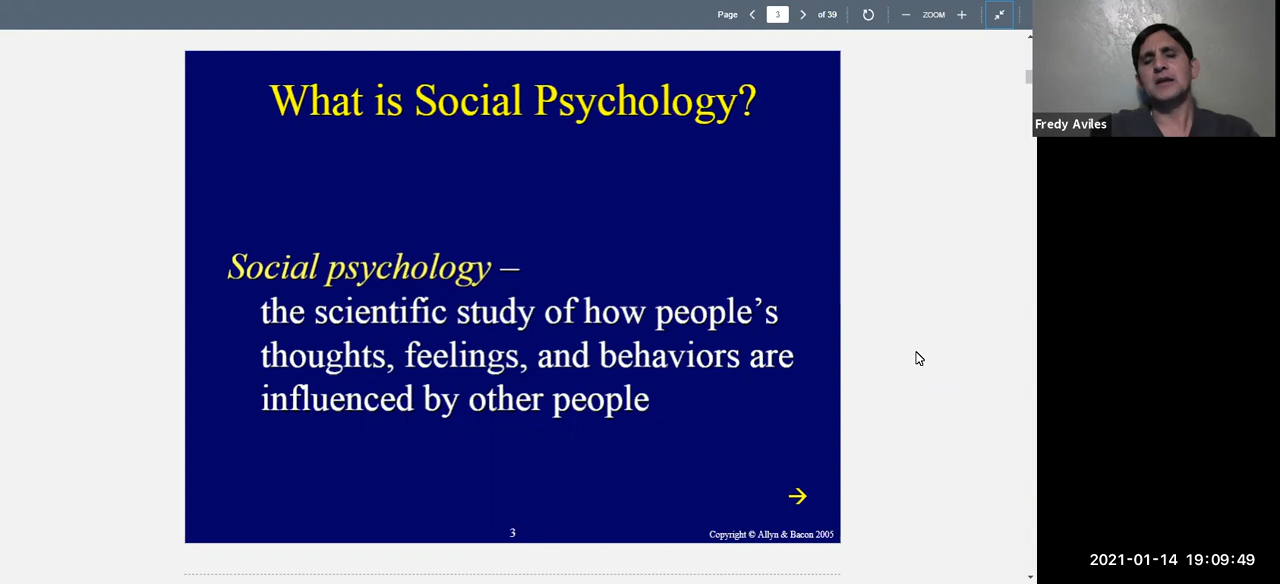 Page 3 of 39 ZOOM
What is Social Psychology?
Fredy Aviles
Social psychology –
the scientific study of how people's
thoughts, feelings, and behaviors are
influenced by other people
→
3
Copyright © Allyn & Bacon 2005
2021-01-14 19:09:49